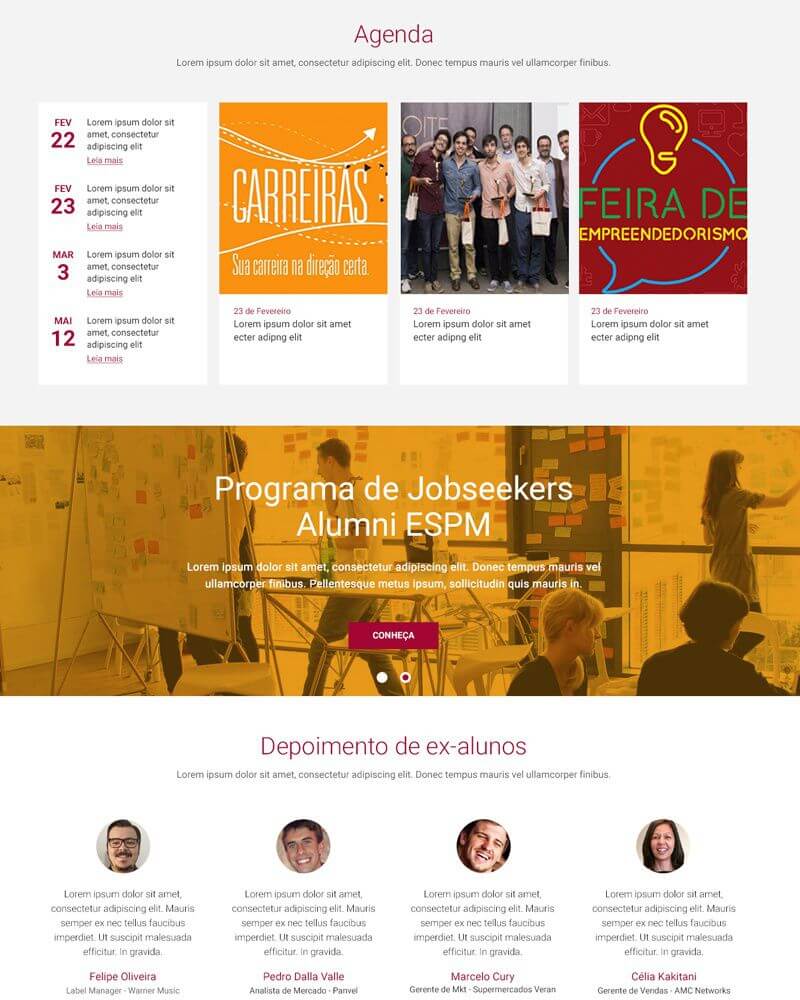 Agenda
Lorem ipsum dolor sit amet, consectetur adipiscing elit. Donec tempus mauris vel ullamcorper finibus.
FEV
22
Lorem ipsum dolor sit
amet, consectetur
adipiscing elit
Leia mais
FEV
23
Lorem ipsum dolor sit
amet, consectetur
adipiscing elit
Leia mais
MAR
3
Lorem ipsum dolor sit
amet, consectetur
adipiscing elit
Leia mais
MAI
12
Lorem ipsum dolor sit
amet, consectetur
adipiscing elit
Leia mais
CARREIRAS
Sua carreira na direção certa.
23 de Fevereiro
Lorem ipsum dolor sit amet
ecter adipng elit
OITE
23 de Fevereiro
Lorem ipsum dolor sit amet
ecter adipng elit
FEIRA DE
EMPREENDEDORISMO
23 de Fevereiro
Lorem ipsum dolor sit amet
ecter adipng elit
Programa de Jobseekers
Alumni ESPM
Lorem ipsum dolor sit amet, consectetur adipiscing elit. Donec tempus mauris vel
ullamcorper finibus. Pellentesque metus ipsum, sollicitudin quis mauris in.
CONHEÇA
Depoimento de ex-alunos
Lorem ipsum dolor sit amet, consectetur adipiscing elit. Donec tempus mauris vel ullamcorper finibus.
Lorem ipsum dolor sit amet,
consectetur adipiscing elit. Mauris
semper ex nec tellus faucibus
imperdiet. Ut suscipit malesuada
efficitur. In gravida.
Felipe Oliveira
Label Manager - Warner Music
Lorem ipsum dolor sit amet,
consectetur adipiscing elit. Mauris
semper ex nec tellus faucibus
imperdiet. Ut suscipit malesuada
efficitur. In gravida.
Pedro Dalla Valle
Analista de Mercado - Panvel
Lorem ipsum dolor sit amet,
consectetur adipiscing elit. Mauris
semper ex nec tellus faucibus
imperdiet. Ut suscipit malesuada
efficitur. In gravida.
Marcelo Cury
Gerente de Mkt - Supermercados Veran
Lorem ipsum dolor sit amet,
consectetur adipiscing elit. Mauris
semper ex nec tellus faucibus
imperdiet. Ut suscipit malesuada
efficitur. In gravida.
Célia Kakitani
Gerente de Vendas - AMC Networks